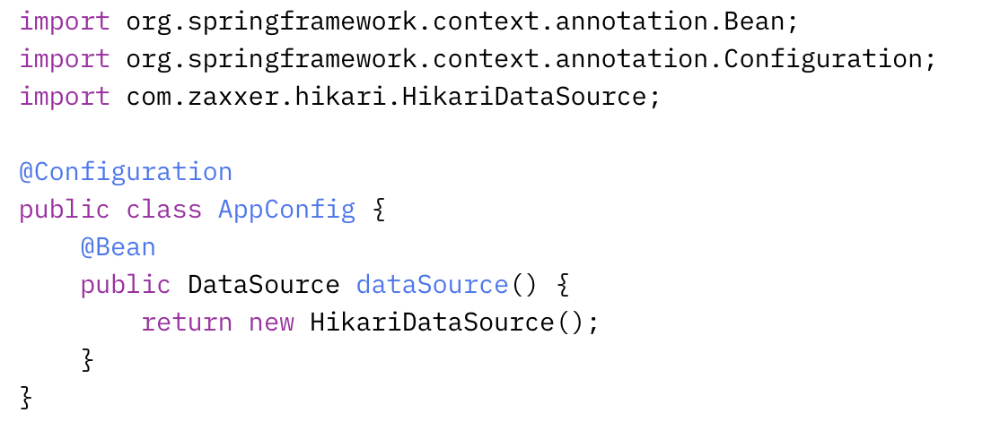 import org.springframework.context.annotation.Bean;
import org.springframework.context.annotation.Configuration;
import com.zaxxer.hikari.HikariDataSource;

@Configuration
public class AppConfig {
    @Bean
    public DataSource dataSource() {
        return new HikariDataSource();
    }
}